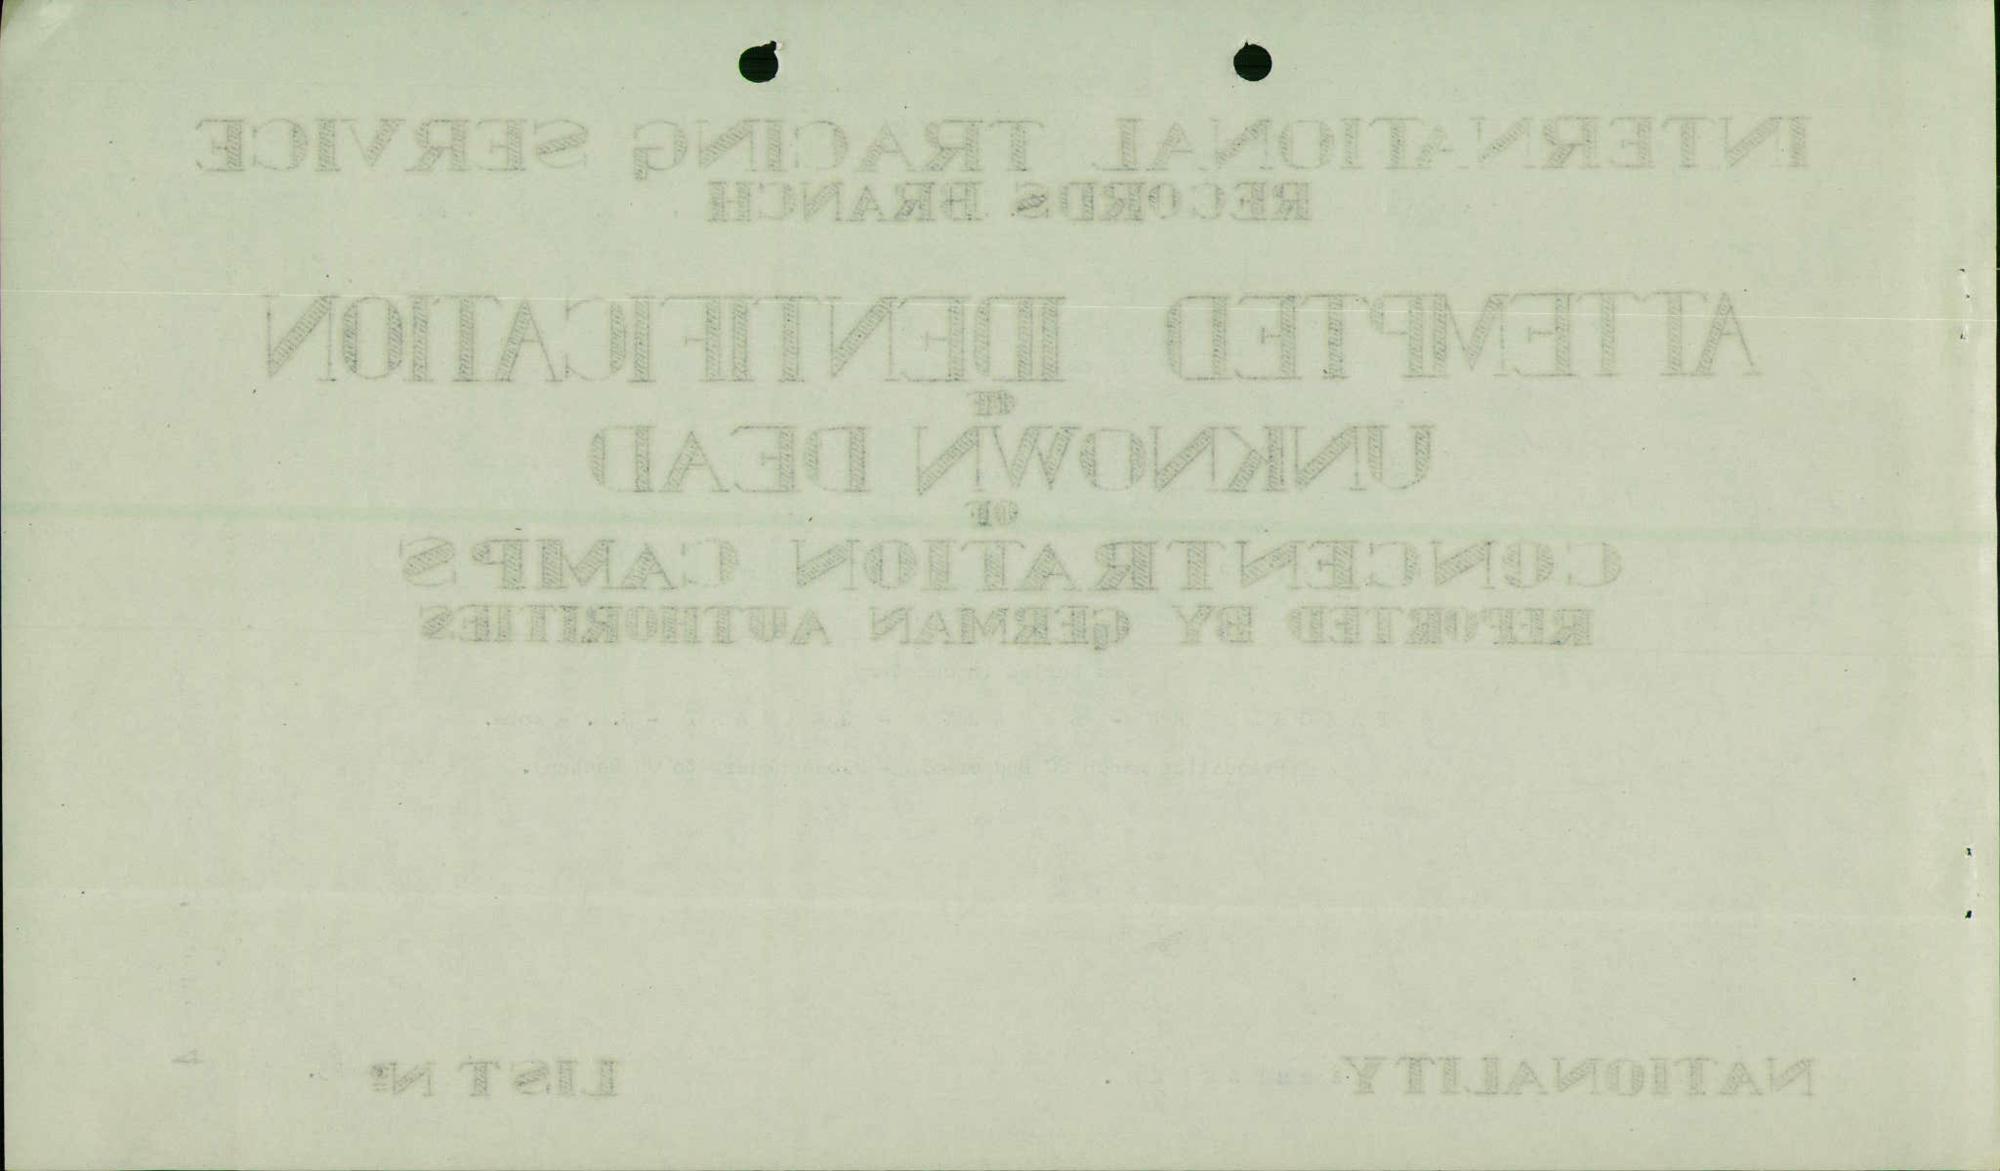 INTERNATIONAL TRACING SERVICE
RECORDS BRANCH
ATTEMPTED IDENTIFICATION
OF
UNKNOWN DEAD
OF
CONCENTRATION CAMPS
REPORTED BY GERMAN AUTHORITIES
NATIONALITY LIST Nº 4